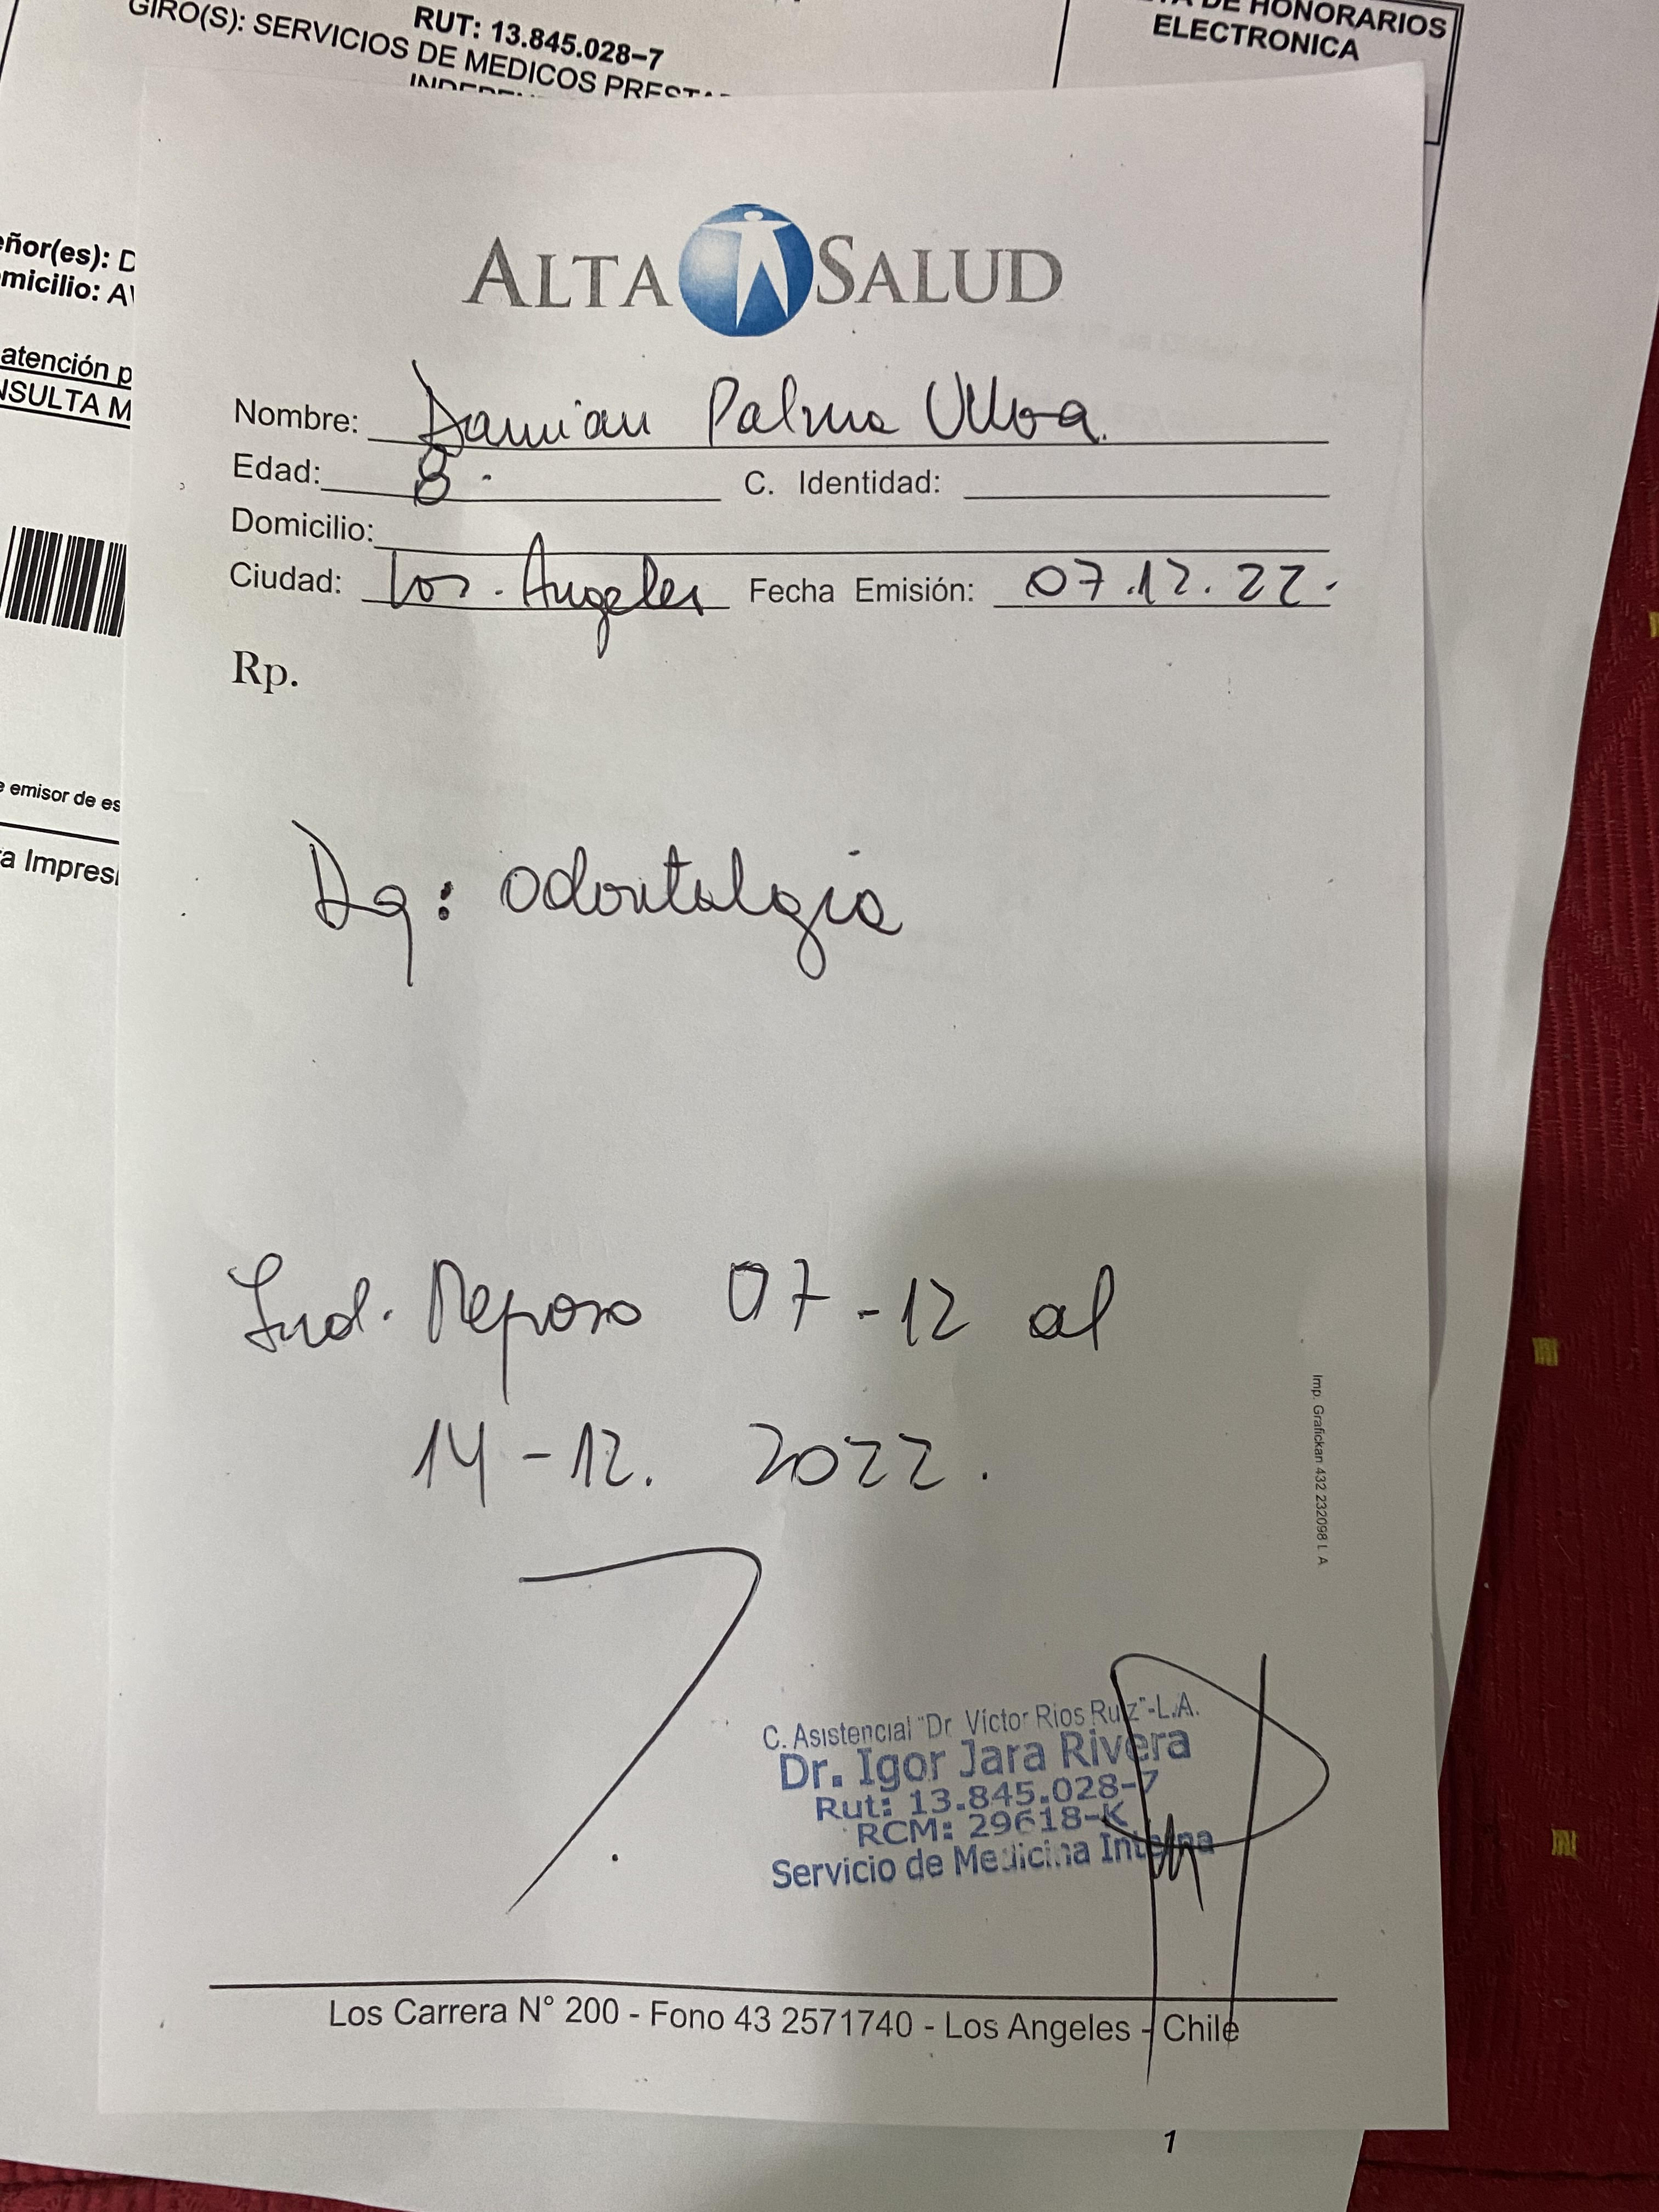 RUT: 13.845.028-7
GIRO(S): SERVICIOS DE MEDICOS
DE HONORARIOS
ELECTRONICA
ALTA SALUD
Nombre: Damian Palma Ulloa.
Edad: 8. C. Identidad:
Domicilio:
Ciudad: Los Angeles Fecha Emisión: 07.12.22.
Rp.
Dg: odontalgia
Ind. Reposo 07-12 al
14-12. 2022.
C. Asistencial "Dr. Víctor Rios Ruiz"-L.A.
Dr. Igor Jara Rivera
Rut: 13.845.028-7
RCM: 29618-K
Servicio de Medicina Interna
Imp. Grafickan 432 232098 L A
Los Carrera N° 200 - Fono 43 2571740 - Los Angeles - Chile
1
eñor(es): D
micilio: AV
atención p
NSULTA M
e emisor de es
a Impresi